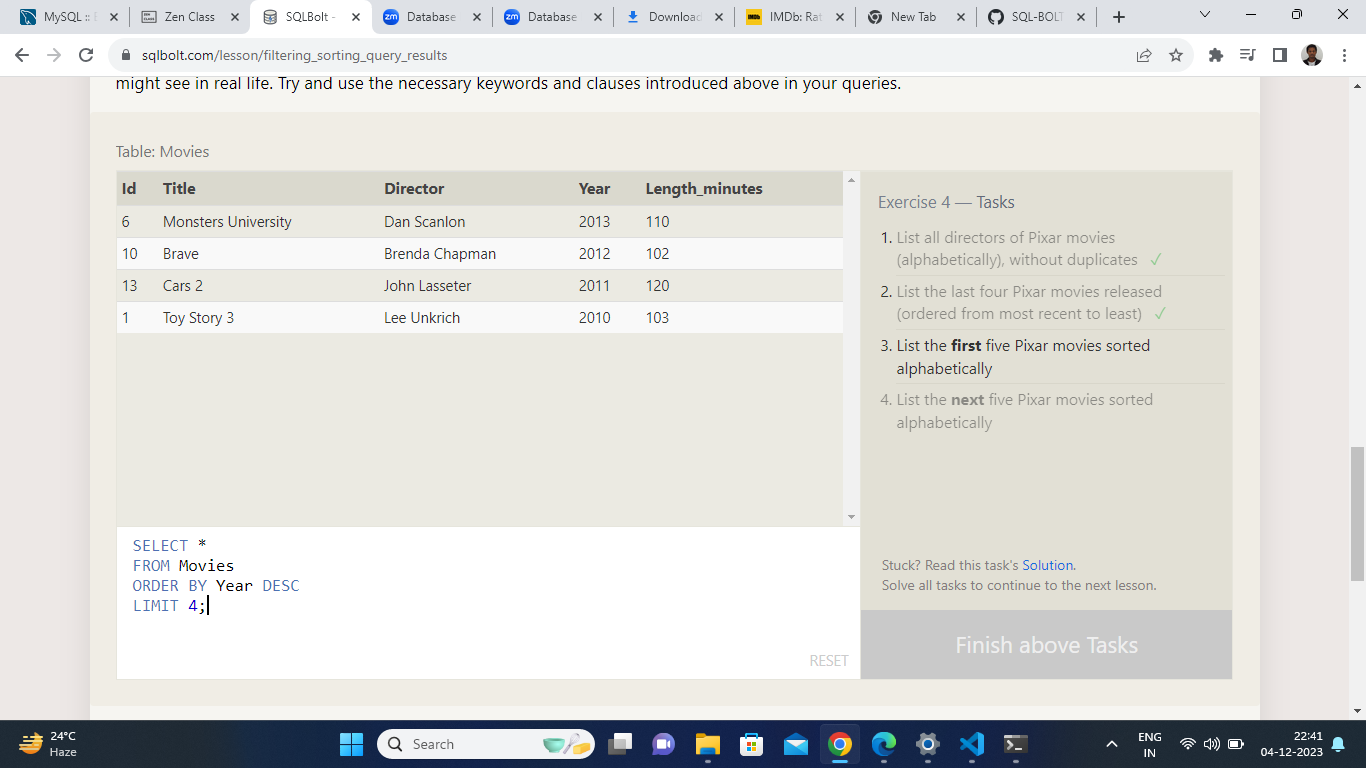 MySQL :: E
Zen Class
SQLBolt -
zm Database
zm Database
Download
IMDb IMDb: Rat
New Tab
SQL-BOLT
sqlbolt.com/lesson/filtering_sorting_query_results
might see in real life. Try and use the necessary keywords and clauses introduced above in your queries.
Table: Movies
Id Title Director Year Length_minutes
6 Monsters University Dan Scanlon 2013 110
10 Brave Brenda Chapman 2012 102
13 Cars 2 John Lasseter 2011 120
1 Toy Story 3 Lee Unkrich 2010 103
SELECT *
FROM Movies
ORDER BY Year DESC
LIMIT 4;
RESET
Exercise 4 — Tasks
1. List all directors of Pixar movies
(alphabetically), without duplicates ✓
2. List the last four Pixar movies released
(ordered from most recent to least) ✓
3. List the first five Pixar movies sorted
alphabetically
4. List the next five Pixar movies sorted
alphabetically
Stuck? Read this task's Solution.
Solve all tasks to continue to the next lesson.
Finish above Tasks
24°C
Haze
Search
ENG
IN
22:41
04-12-2023